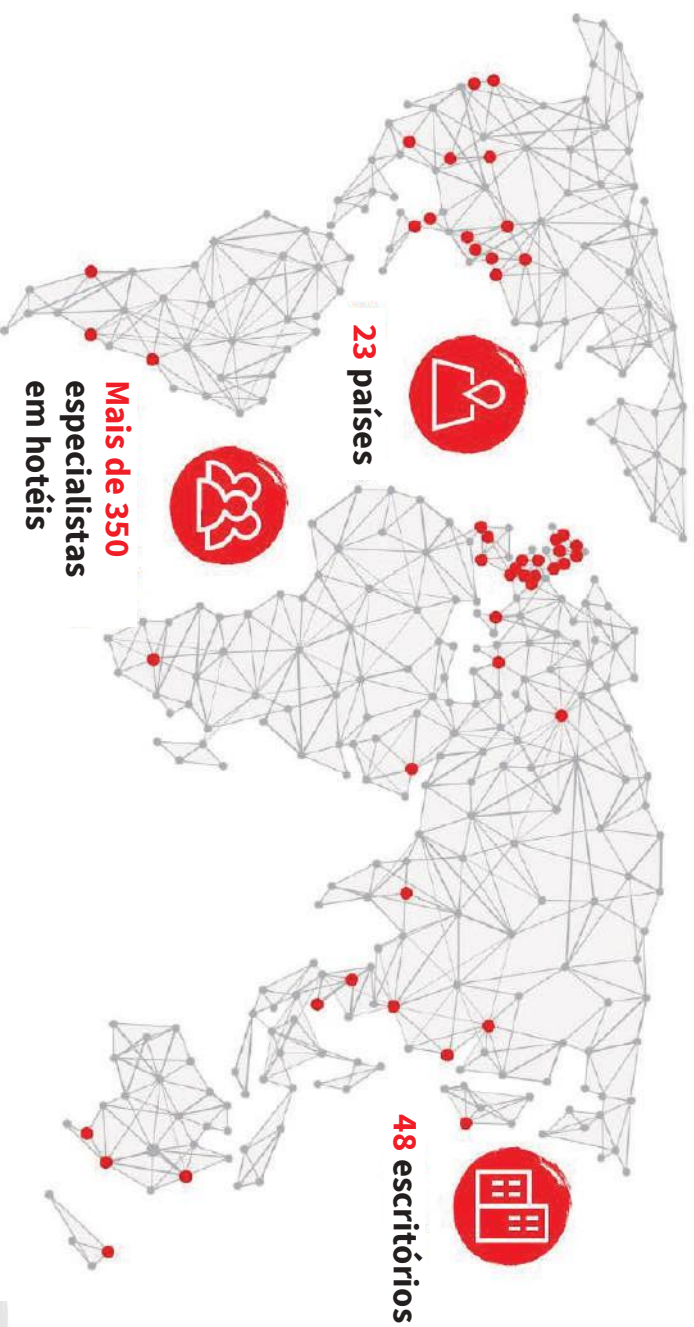 23 países
Mais de 350
especialistas
em hotéis
48 escritórios